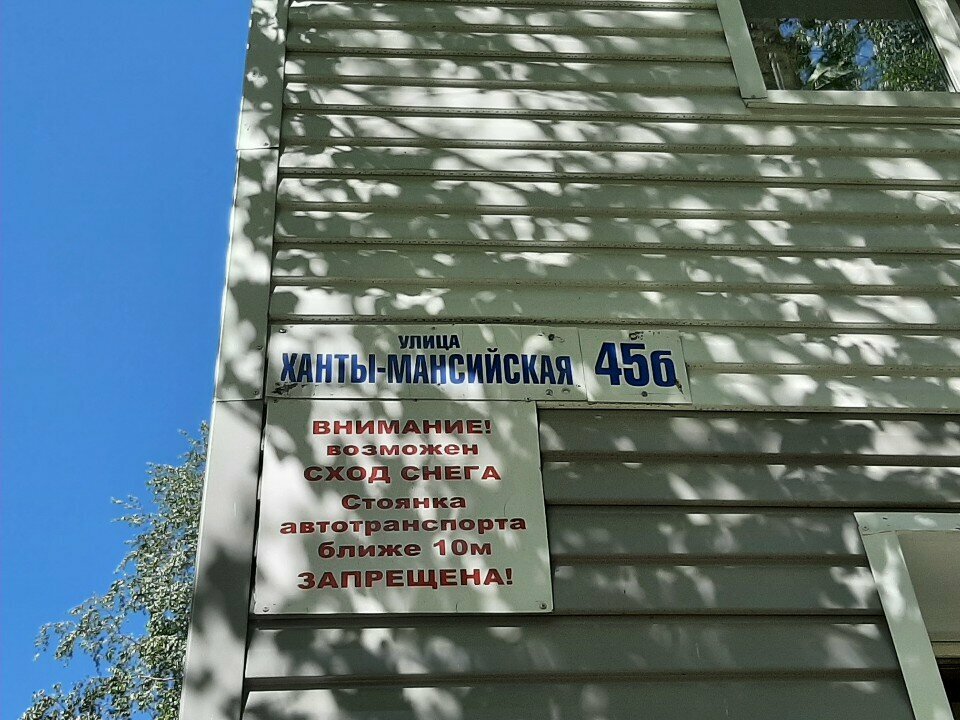 УЛИЦА
ХАНТЫ-МАНСИЙСКАЯ
45б
ВНИМАНИЕ!
возможен
СХОД СНЕГА
Стоянка
автотранспорта
ближе 10м
ЗАПРЕЩЕНА!